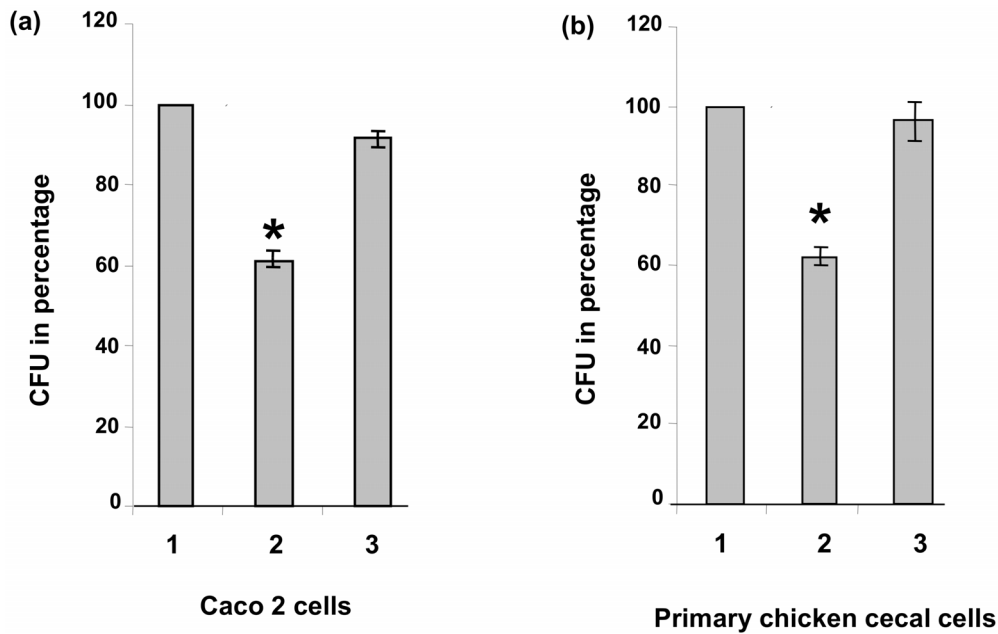 (a)
120
100
80
60
40
20
0
CFU in percentage
*
1 2 3
Caco 2 cells
(b)
120
100
80
60
40
20
0
CFU in percentage
*
1 2 3
Primary chicken cecal cells